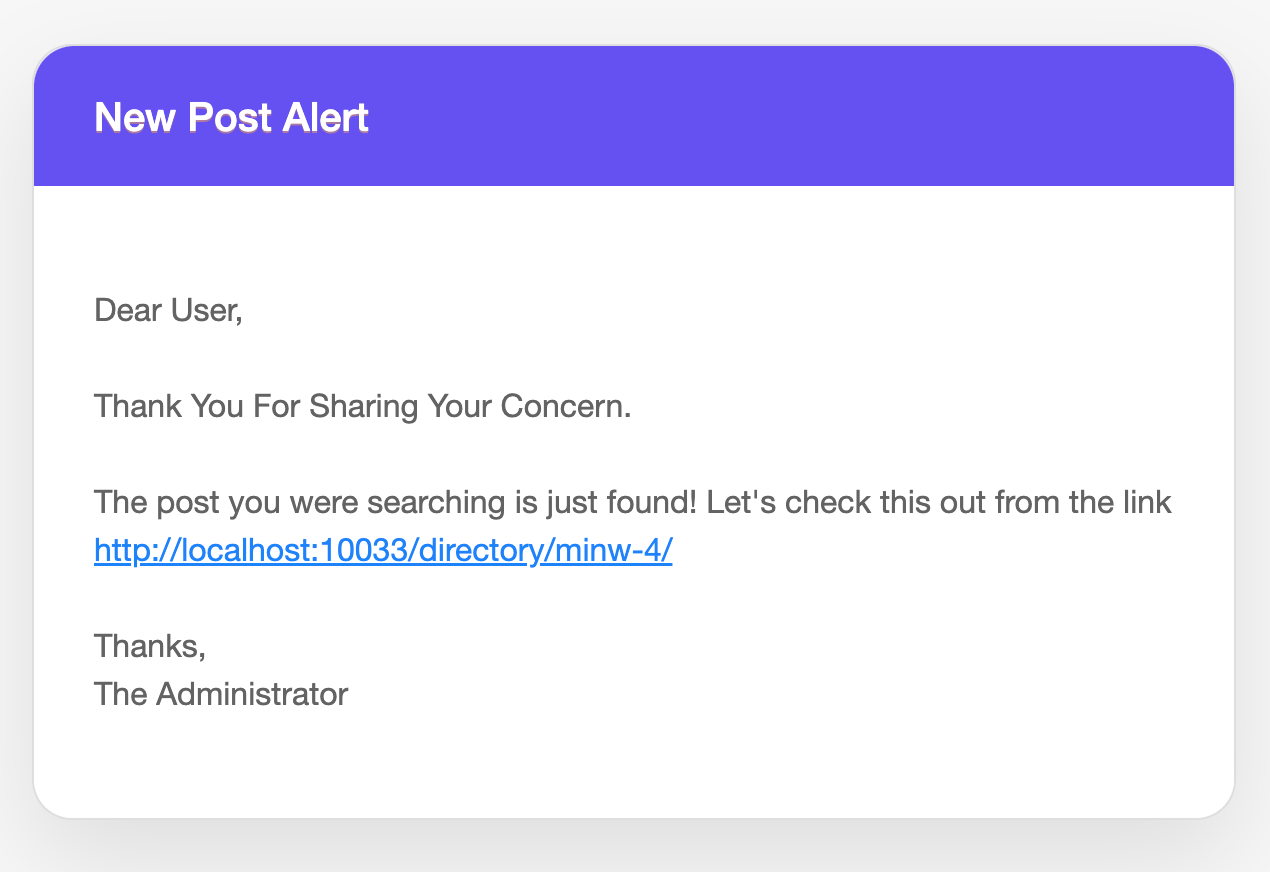 New Post Alert
Dear User,
Thank You For Sharing Your Concern.
The post you were searching is just found! Let's check this out from the link
http://localhost:10033/directory/minw-4/
Thanks,
The Administrator